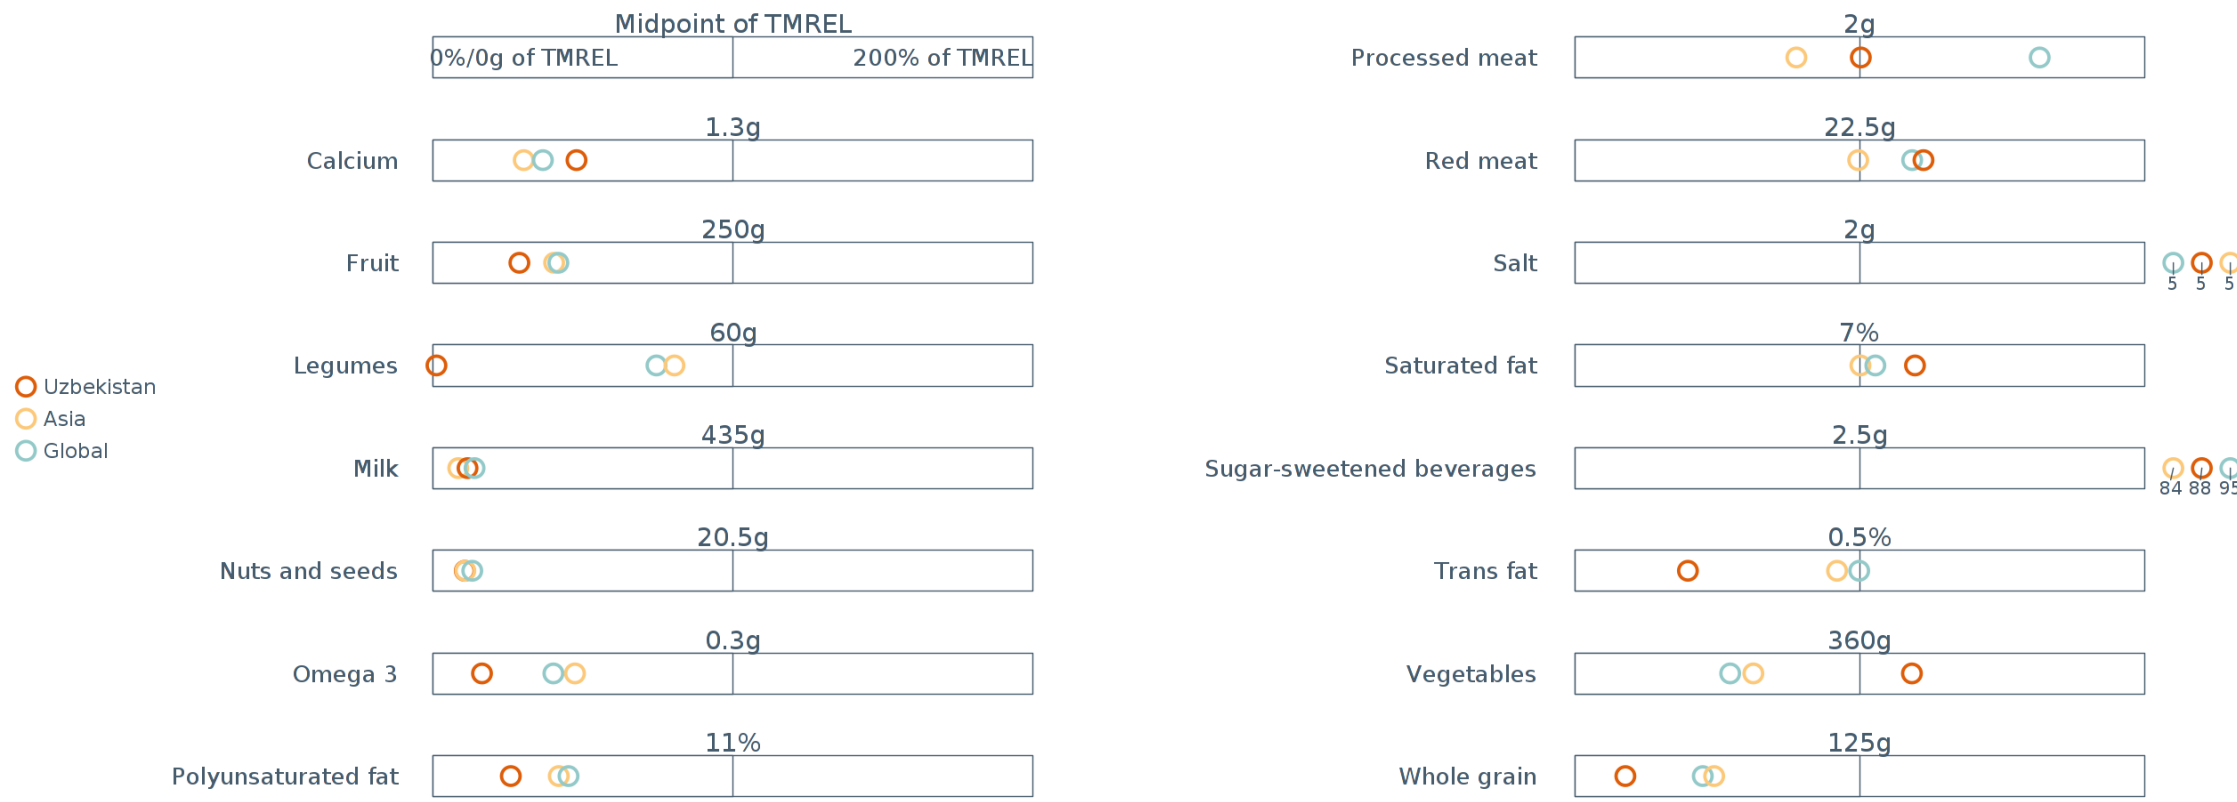 Midpoint of TMREL
0%/0g of TMREL
200% of TMREL
1.3g
Calcium
250g
Fruit
60g
Legumes
435g
Milk
20.5g
Nuts and seeds
0.3g
Omega 3
11%
Polyunsaturated fat
Uzbekistan
Asia
Global
2g
Processed meat
22.5g
Red meat
2g
Salt
5 5 5
7%
Saturated fat
2.5g
Sugar-sweetened beverages
84 88 95
0.5%
Trans fat
360g
Vegetables
125g
Whole grain